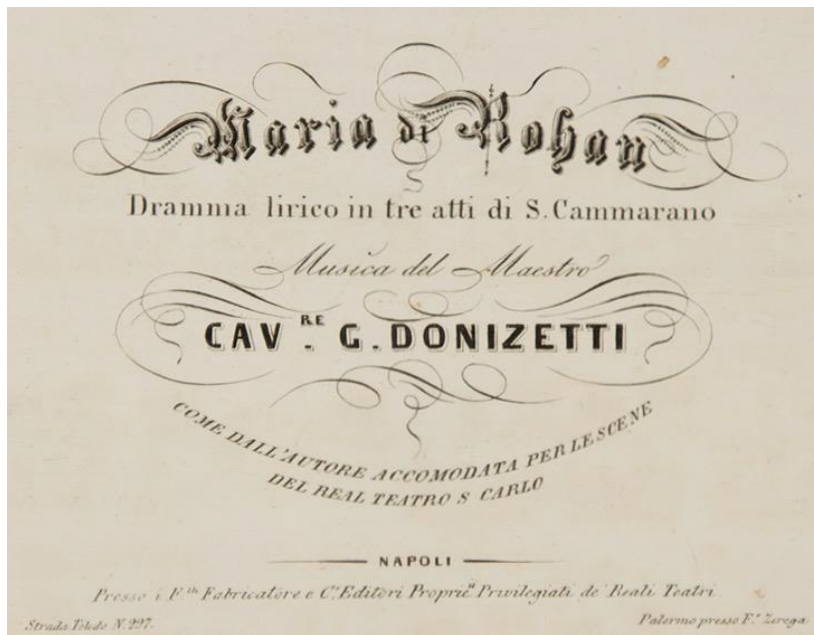 Maria di Rohan
Dramma lirico in tre atti di S. Cammarano
Musica del Maestro
CAV.RE G. DONIZETTI
COME DALL'AUTORE ACCOMODATA PER LE SCENE
DEL REAL TEATRO S CARLO
NAPOLI
Presso i F.lli Fabricatore e C.i Editori Proprie.ri Privilegiati de' Reali Teatri
Strada Toledo N. 297.
Palermo presso F.o Zerega